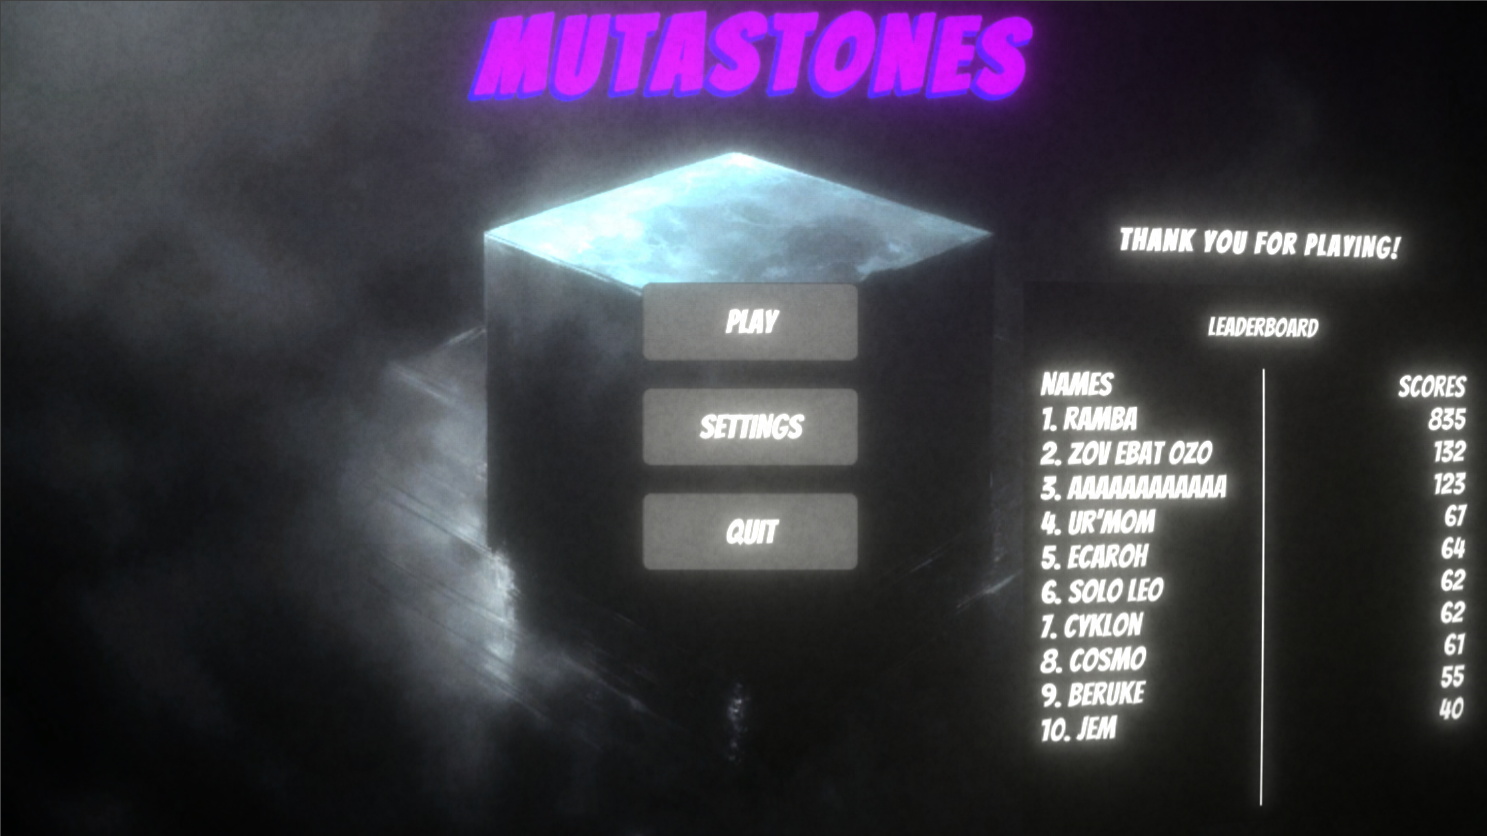 MUTASTONES
THANK YOU FOR PLAYING!
PLAY
SETTINGS
QUIT
LEADERBOARD
NAMES SCORES
1. RAMBA 835
2. ZOV EBAT OZO 132
3. AAAAAAAAAAAA 123
4. UR'MOM 67
5. ECAROH 64
6. SOLO LEO 62
7. CYKLON 62
8. COSMO 61
9. BERUKE 55
10. JEM 40